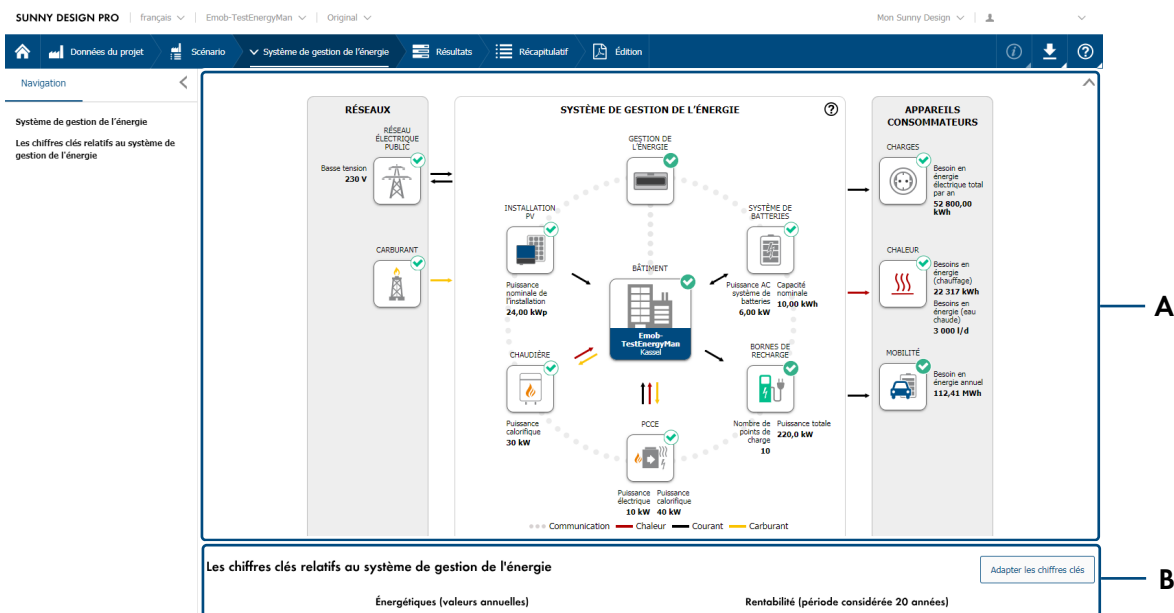 SUNNY DESIGN PRO français Emob-TestEnergyMan Original Mon Sunny Design
Données du projet Scénario Système de gestion de l'énergie Résultats Récapitulatif Édition
Navigation
Système de gestion de l'énergie
Les chiffres clés relatifs au système de
gestion de l'énergie
RÉSEAUX
RÉSEAU
ÉLECTRIQUE
PUBLIC
Basse tension
230 V
CARBURANT
SYSTÈME DE GESTION DE L'ÉNERGIE
GESTION DE
L'ÉNERGIE
INSTALLATION
PV
Puissance
nominale de
l'installation
24,00 kWp
SYSTÈME DE
BATTERIES
Puissance AC
système de
batteries
6,00 kW
Capacité
nominale
10,00 kWh
BÂTIMENT
Emob-
TestEnergyMan
Kassel
CHAUDIÈRE
Puissance
calorifique
30 kW
BORNES DE
RECHARGE
Nombre de
points de
charge
10
Puissance totale
220,0 kW
PCCE
Puissance
électrique
10 kW
Puissance
calorifique
40 kW
Communication Chaleur Courant Carburant
APPAREILS
CONSOMMATEURS
CHARGES
Besoin en
énergie
électrique total
par an
52 800,00
kWh
CHALEUR
Besoins en
énergie
(chauffage)
22 317 kWh
Besoins en
énergie (eau
chaude)
3 000 l/d
MOBILITÉ
Besoin en
énergie annuel
112,41 MWh
A
Les chiffres clés relatifs au système de gestion de l'énergie
Adapter les chiffres clés
B
Énergétiques (valeurs annuelles) Rentabilité (période considérée 20 années)